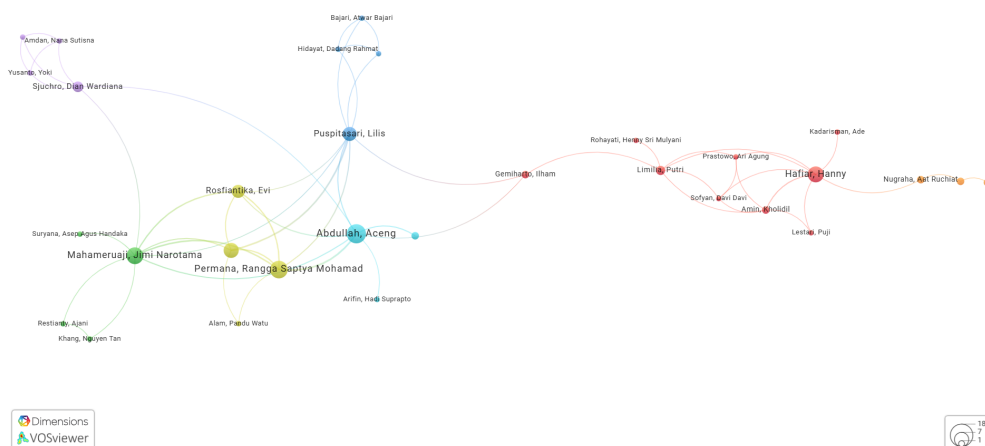 Bajari, Atwar Bajari
Amdan, Nana Sutisna
Hidayat, Dadang Rahmat
Yusanto, Yoki
Sjuchro, Dian Wardiana
Puspitasari, Lilis
Kadarisman, Ade
Rohayati, Henny Sri Mulyani
Prastowo, Ari Agung
Limilia, Putri
Gemiharto, Ilham
Hafiar, Hanny
Nugraha, Aat Ruchiat
Rosfiantika, Evi
Sofyan, Davi Davi
Amin, Kholidil
Suryana, Asep Agus Handaka
Abdullah, Aceng
Lestari, Puji
Mahameruaji, Jimi Narotama
Permana, Rangga Saptya Mohamad
Arifin, Hadi Suprapto
Restianty, Ajani
Alam, Pandu Watu
Khang, Nguyen Tan
Dimensions
VOSviewer
18
7
1